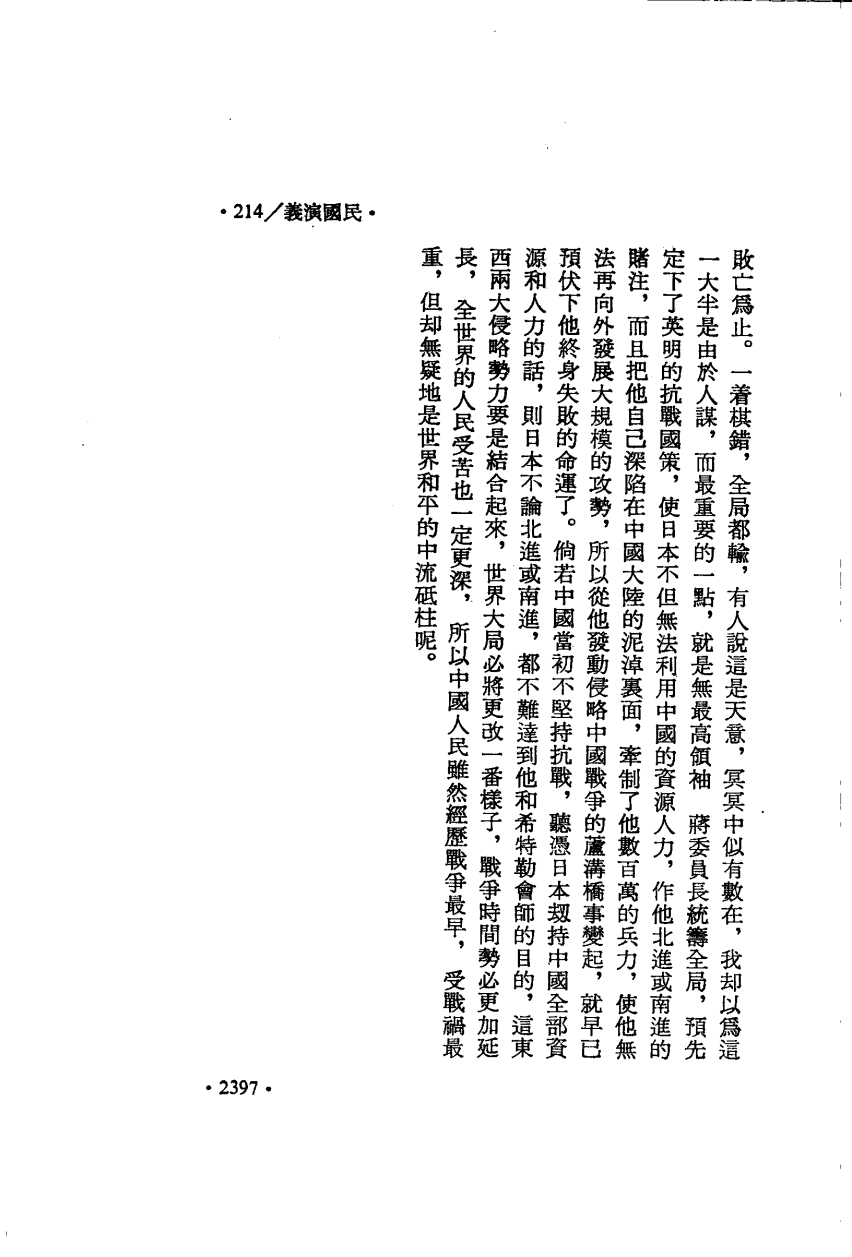 •214／義演國民•
敗亡爲止。一着棋錯，全局都輸，有人說這是天意，冥冥中似有數在，我却以爲這
一大半是由於人謀，而最重要的一點，就是無最高領袖　蔣委員長統籌全局，預先
定下了英明的抗戰國策，使日本不但無法利用中國的資源人力，作他北進或南進的
賭注，而且把他自己深陷在中國大陸的泥淖裏面，牽制了他數百萬的兵力，使他無
法再向外發展大規模的攻勢，所以從他發動侵略中國戰爭的蘆溝橋事變起，就早已
預伏下他終身失敗的命運了。倘若中國當初不堅持抗戰，聽憑日本刼持中國全部資
源和人力的話，則日本不論北進或南進，都不難達到他和希特勒會師的目的，這東
西兩大侵略勢力要是結合起來，世界大局必將更改一番樣子，戰爭時間勢必更加延
長，全世界的人民受苦也一定更深，所以中國人民雖然經歷戰爭最早，受戰禍最
重，但却無疑地是世界和平的中流砥柱呢。
•2397•